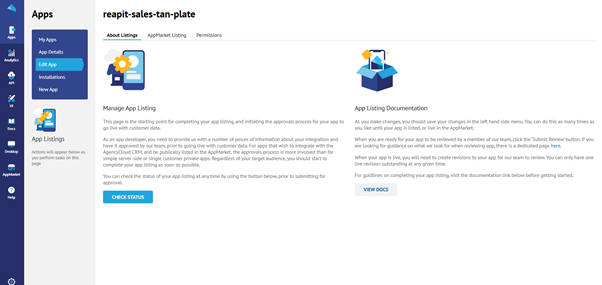 Apps
Analytics
API
UI
Docs
Desktop
AppMarket
Help
Apps
My Apps
App Details
Edit App
Installations
New App
App Listings
Actions will appear below as
you perform tasks on this
page
reapit-sales-tan-plate
About Listings
AppMarket Listing
Permissions
Manage App Listing
This page is the starting point for completing your app listing, and initiating the approvals process for your app to
go live with customer data.
As an app developer, you need to provide us with a number of peices of information about your integration and
have it approved by our team, prior to going live with customer data. For apps that wish to integrate with the
AgencyCloud CRM, and be publically listed in the AppMarket, the approvals process is more involved than for
simple server-side or single customer private apps. Regardless of your target audience, you should start to
complete your app listing as soon as possible.
You can check the status of your app listing at any time by using the button below, prior to submitting for
approval.
CHECK STATUS
App Listing Documentation
As you make changes, you should save your changes in the left hand side menu. You can do this as many times as
you like until your app is listed, or live in the AppMarket.
When you are ready for your app to be reviewed by a member of our team, click the 'Submit Review' button. If you
are looking for guidance on what we look for when reviewing app, there is a dedicated page here.
When your app is live, you will need to create revisions to your app for our team to review. You can only have one
live revision outstanding at any given time.
For guidlines on completing your app listing, visit the documentation link below before getting started.
VIEW DOCS